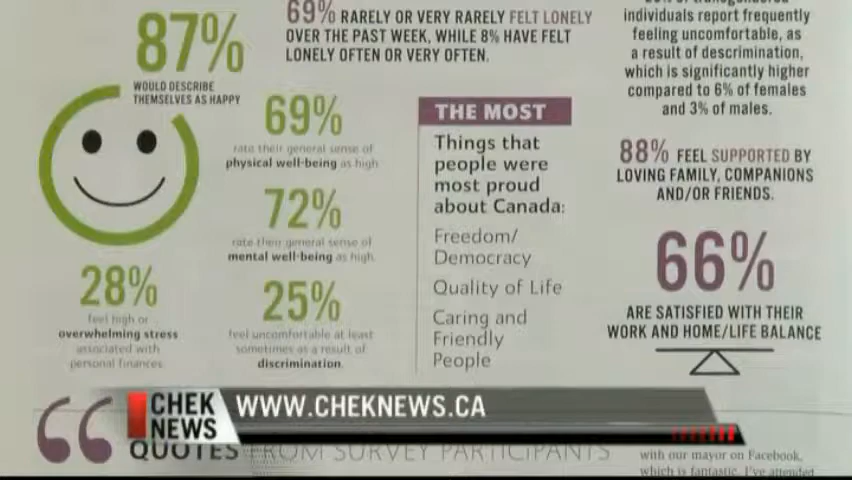 87%
WOULD DESCRIBE
THEMSELVES AS HAPPY
69% RARELY OR VERY RARELY FELT LONELY
OVER THE PAST WEEK, WHILE 8% HAVE FELT
LONELY OFTEN OR VERY OFTEN.
69%
rate their general sense of
physical well-being as high.
72%
rate their general sense of
mental well-being as high.
28%
feel high or
overwhelming stress
associated with
personal finances.
25%
feel uncomfortable at least
sometimes as a result of
discrimination.
THE MOST
Things that
people were
most proud
about Canada:
Freedom/
Democracy
Quality of Life
Caring and
Friendly
People
individuals report frequently
feeling uncomfortable, as
a result of descrimination,
which is significantly higher
compared to 6% of females
and 3% of males.
88% FEEL SUPPORTED BY
LOVING FAMILY, COMPANIONS
AND/OR FRIENDS.
66%
ARE SATISFIED WITH THEIR
WORK AND HOME/LIFE BALANCE
CHEK
NEWS
WWW.CHEKNEWS.CA
QUOTES FROM SURVEY PARTICIPANTS
with our mayor on Facebook,
which is fantastic. I've attended